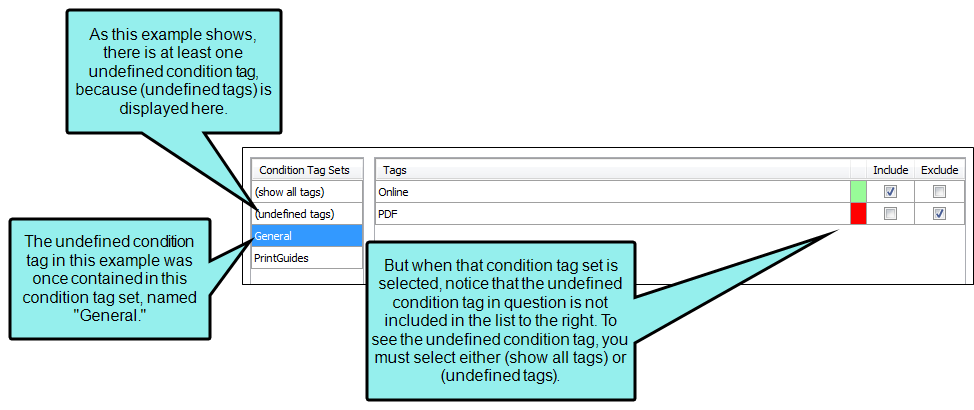 As this example shows,
there is at least one
undefined condition tag,
because (undefined tags) is
displayed here.
Condition Tag Sets
Tags
Include
Exclude
(show all tags)
Online
(undefined tags)
PDF
General
PrintGuides
The undefined condition
tag in this example was
once contained in this
condition tag set, named
"General."
But when that condition tag set is
selected, notice that the undefined
condition tag in question is not
included in the list to the right. To
see the undefined condition tag, you
must select either (show all tags) or
(undefined tags).